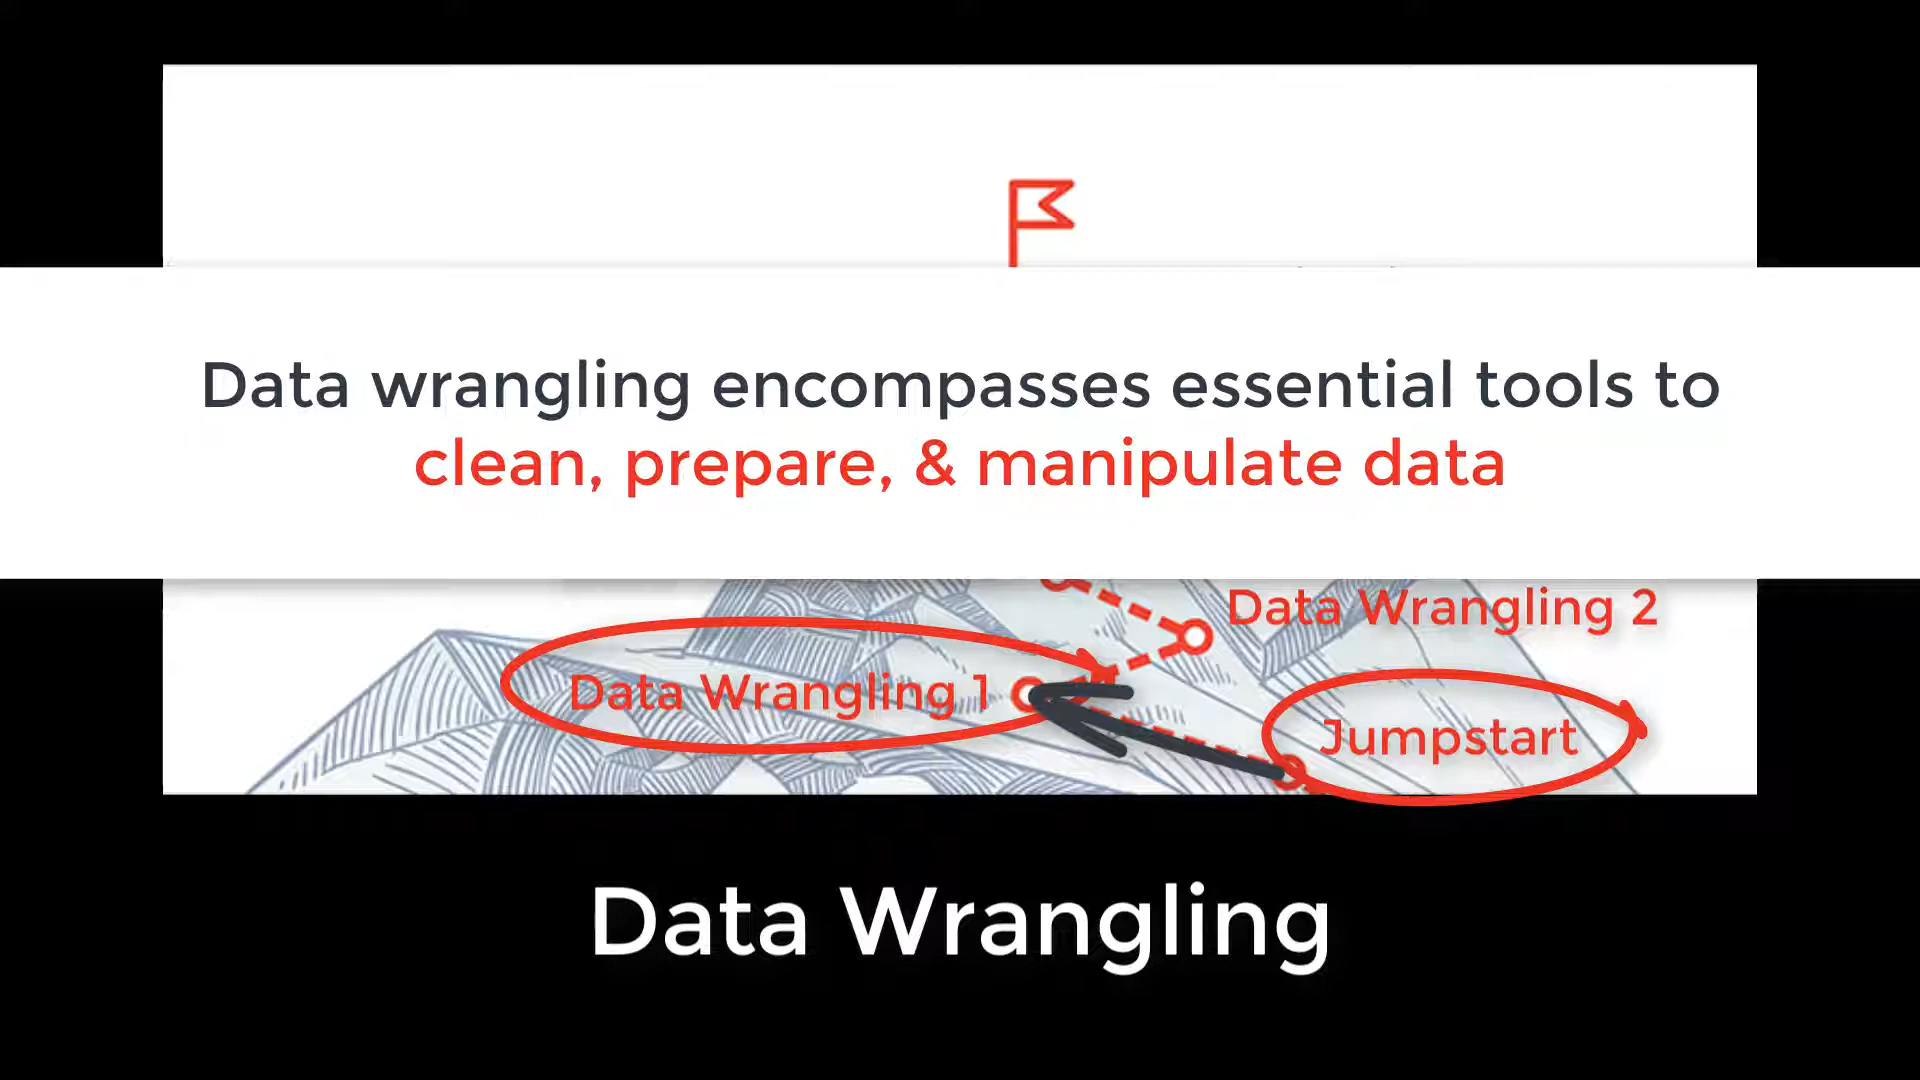 Data wrangling encompasses essential tools to
clean, prepare, & manipulate data
Data Wrangling 2
Data Wrangling 1
Jumpstart
Data Wrangling